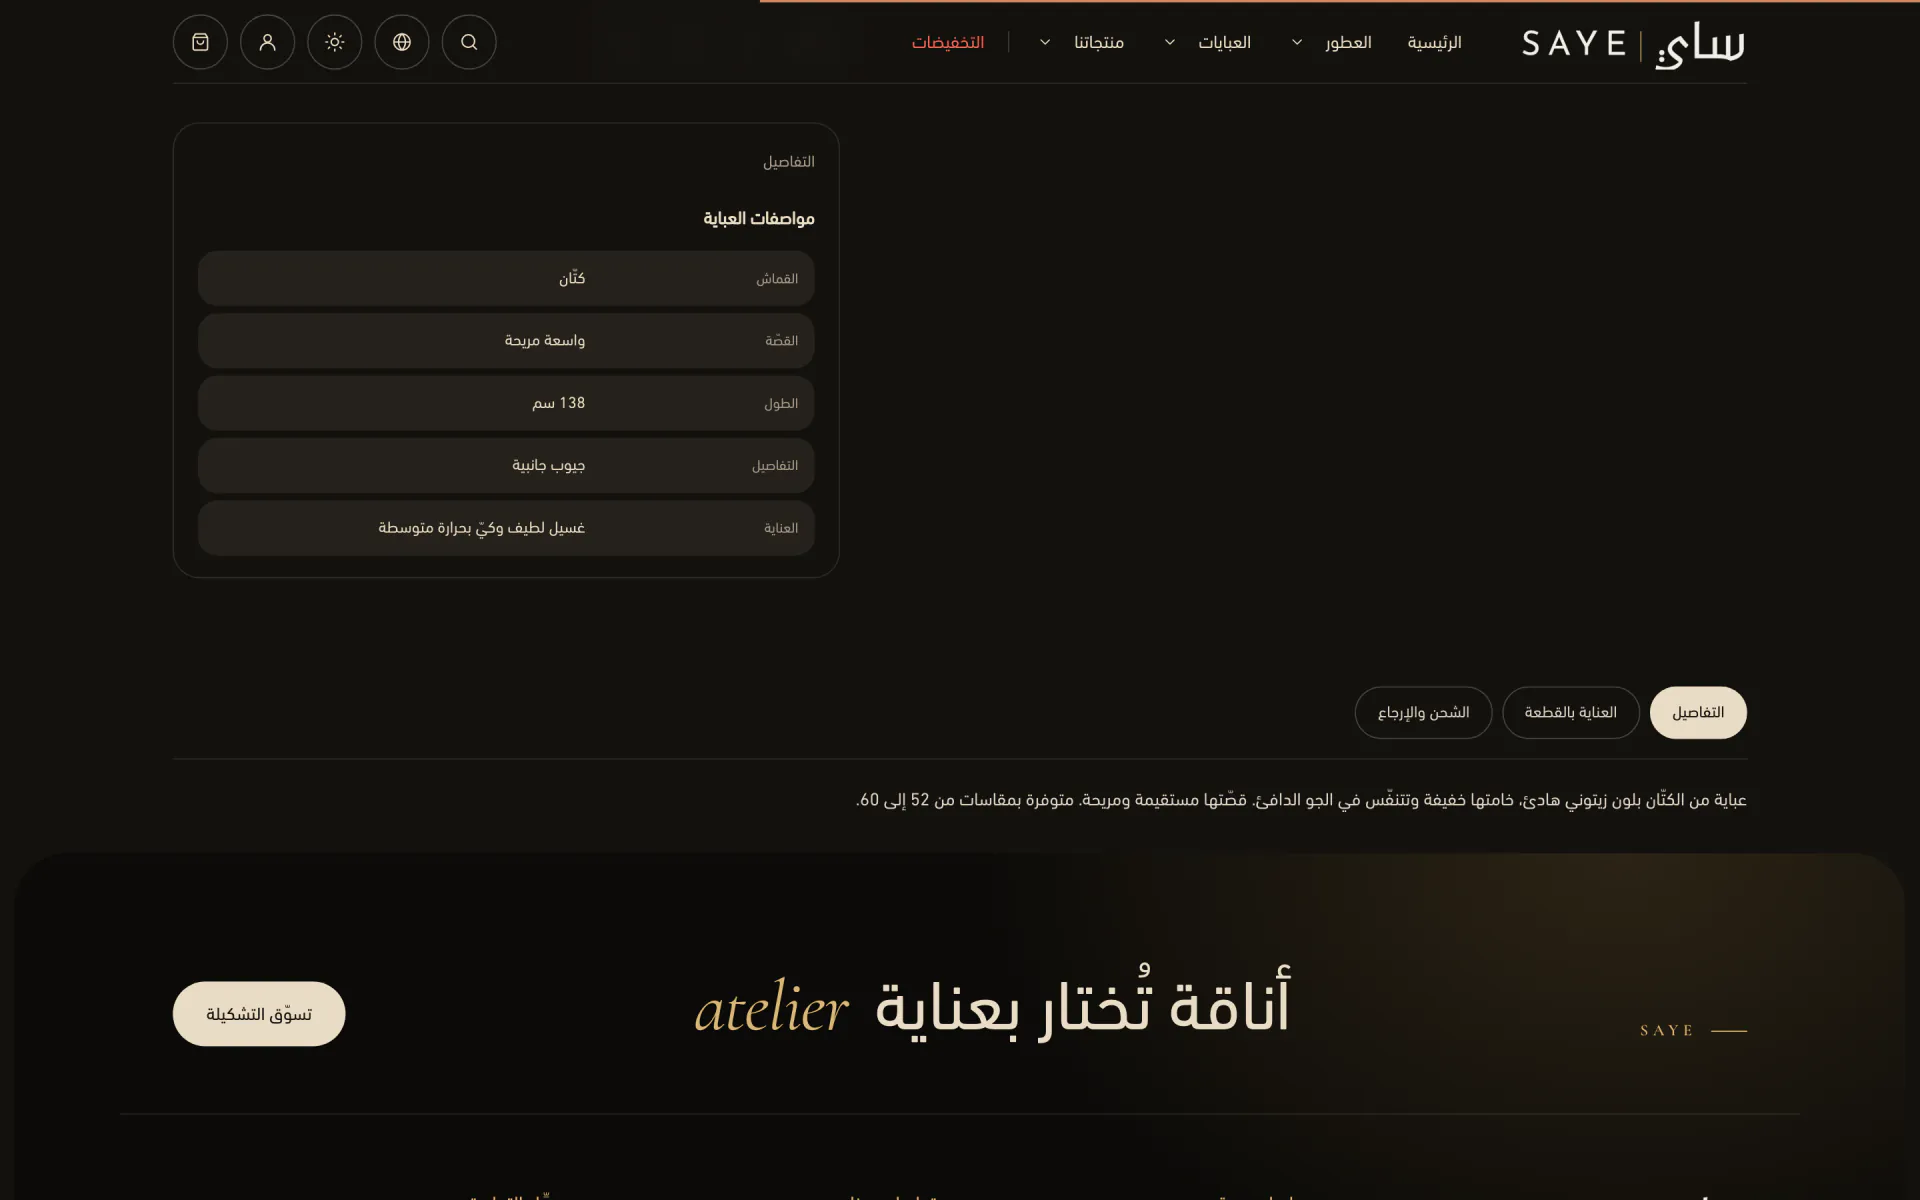 ساي | SAYE
الرئيسية
العطور
العبايات
منتجاتنا
التخفيضات
التفاصيل
مواصفات العباية
القماش كتّان
القصّة واسعة مريحة
الطول 138 سم
التفاصيل جيوب جانبية
العناية غسيل لطيف وكيّ بحرارة متوسطة
التفاصيل
العناية بالقطعة
الشحن والإرجاع
عباية من الكتّان بلون زيتوني هادئ، خامتها خفيفة وتتنفّس في الجو الدافئ. قصّتها مستقيمة ومريحة. متوفرة بمقاسات من 52 إلى 60.
SAYE
أناقة تُختار بعناية atelier
تسوّق التشكيلة